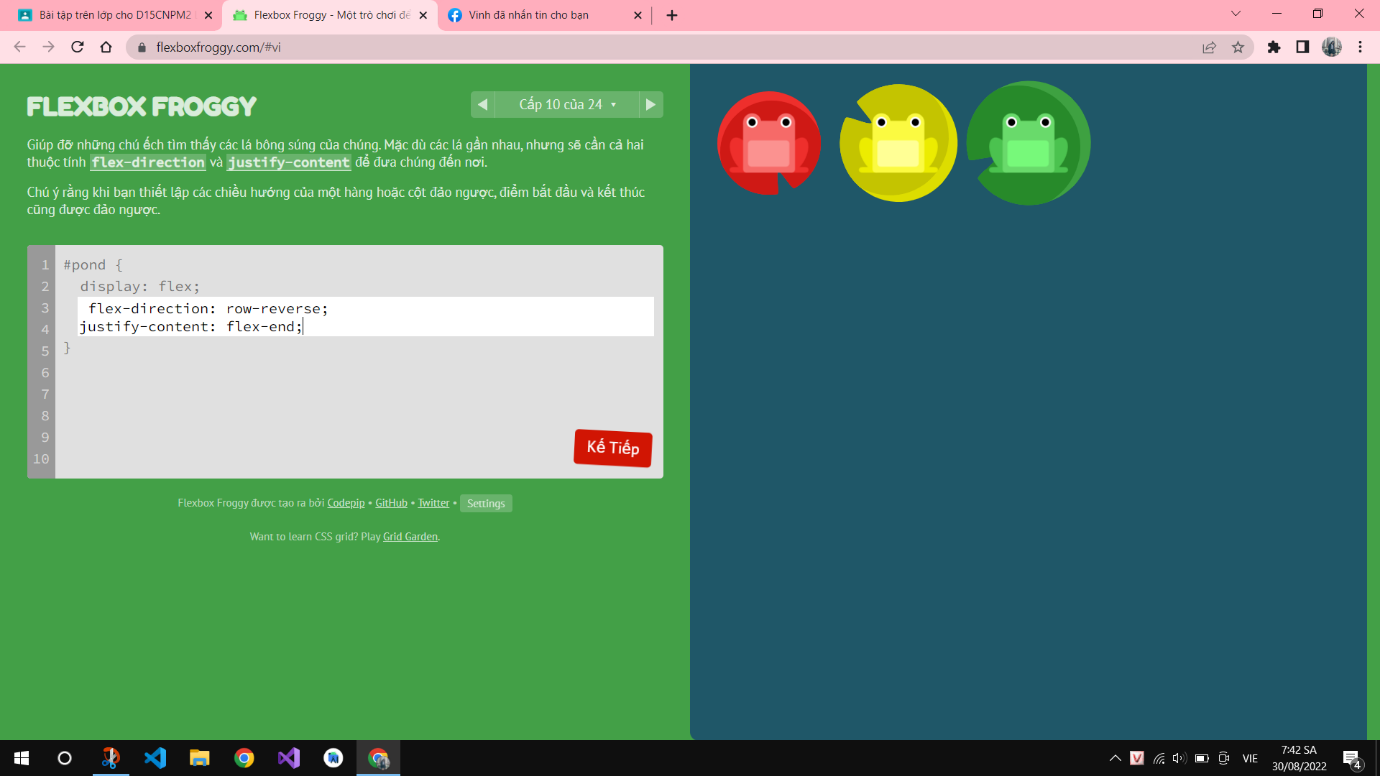 Bài tập trên lớp cho D15CNPM2
Flexbox Froggy - Một trò chơi để
Vinh đã nhắn tin cho bạn
flexboxfroggy.com/#vi
FLEXBOX FROGGY
Cấp 10 của 24
Giúp đỡ những chú ếch tìm thấy các lá bông súng của chúng. Mặc dù các lá gần nhau, nhưng sẽ cần cả hai
thuộc tính flex-direction và justify-content để đưa chúng đến nơi.
Chú ý rằng khi bạn thiết lập các chiều hướng của một hàng hoặc cột đảo ngược, điểm bắt đầu và kết thúc
cũng được đảo ngược.
1 #pond {
2 display: flex;
3 flex-direction: row-reverse;
4 justify-content: flex-end;
5 }
6
7
8
9
10
Kế Tiếp
Flexbox Froggy được tạo ra bởi Codepip • GitHub • Twitter • Settings
Want to learn CSS grid? Play Grid Garden.
VIE
7:42 SA
30/08/2022
4